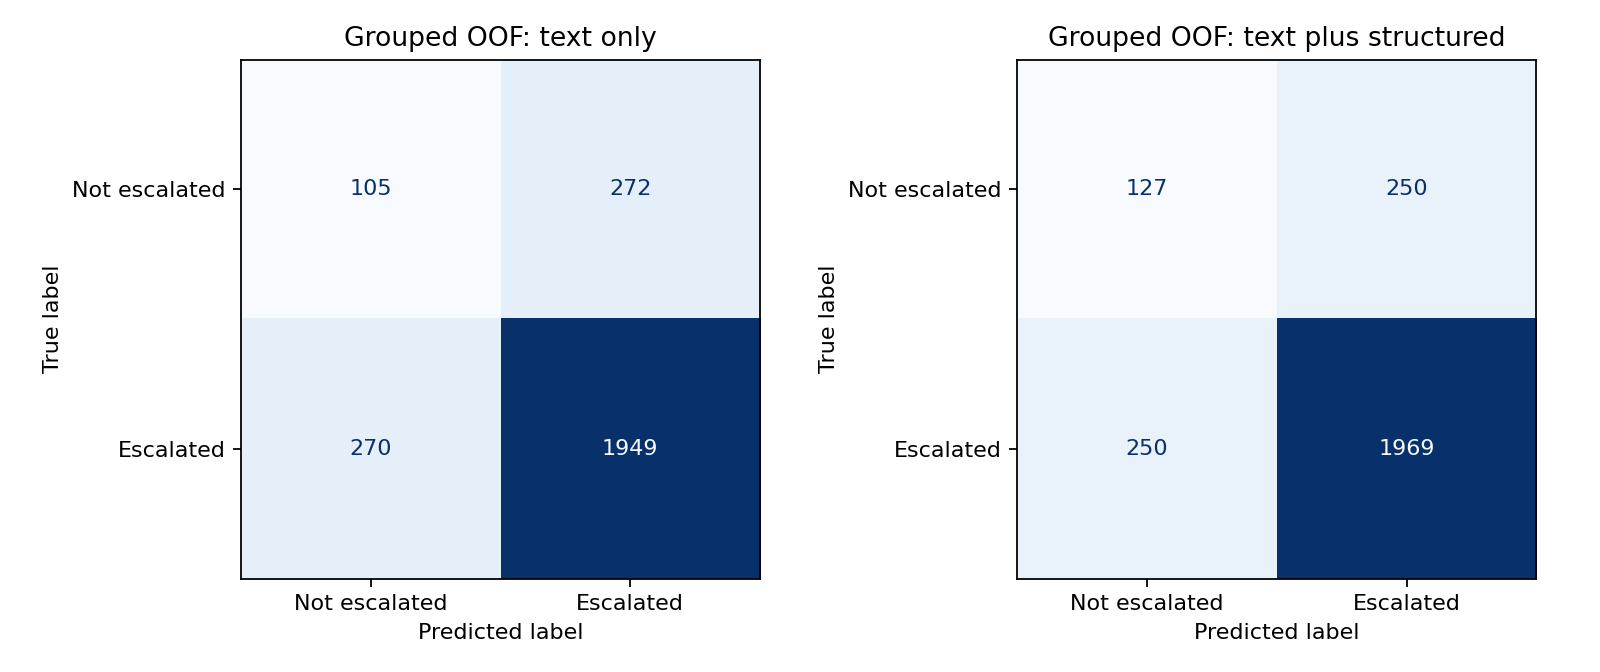 Grouped OOF: text only
Not escalated
Escalated
True label
105
272
270
1949
Not escalated
Escalated
Predicted label
Grouped OOF: text plus structured
Not escalated
Escalated
True label
127
250
250
1969
Not escalated
Escalated
Predicted label